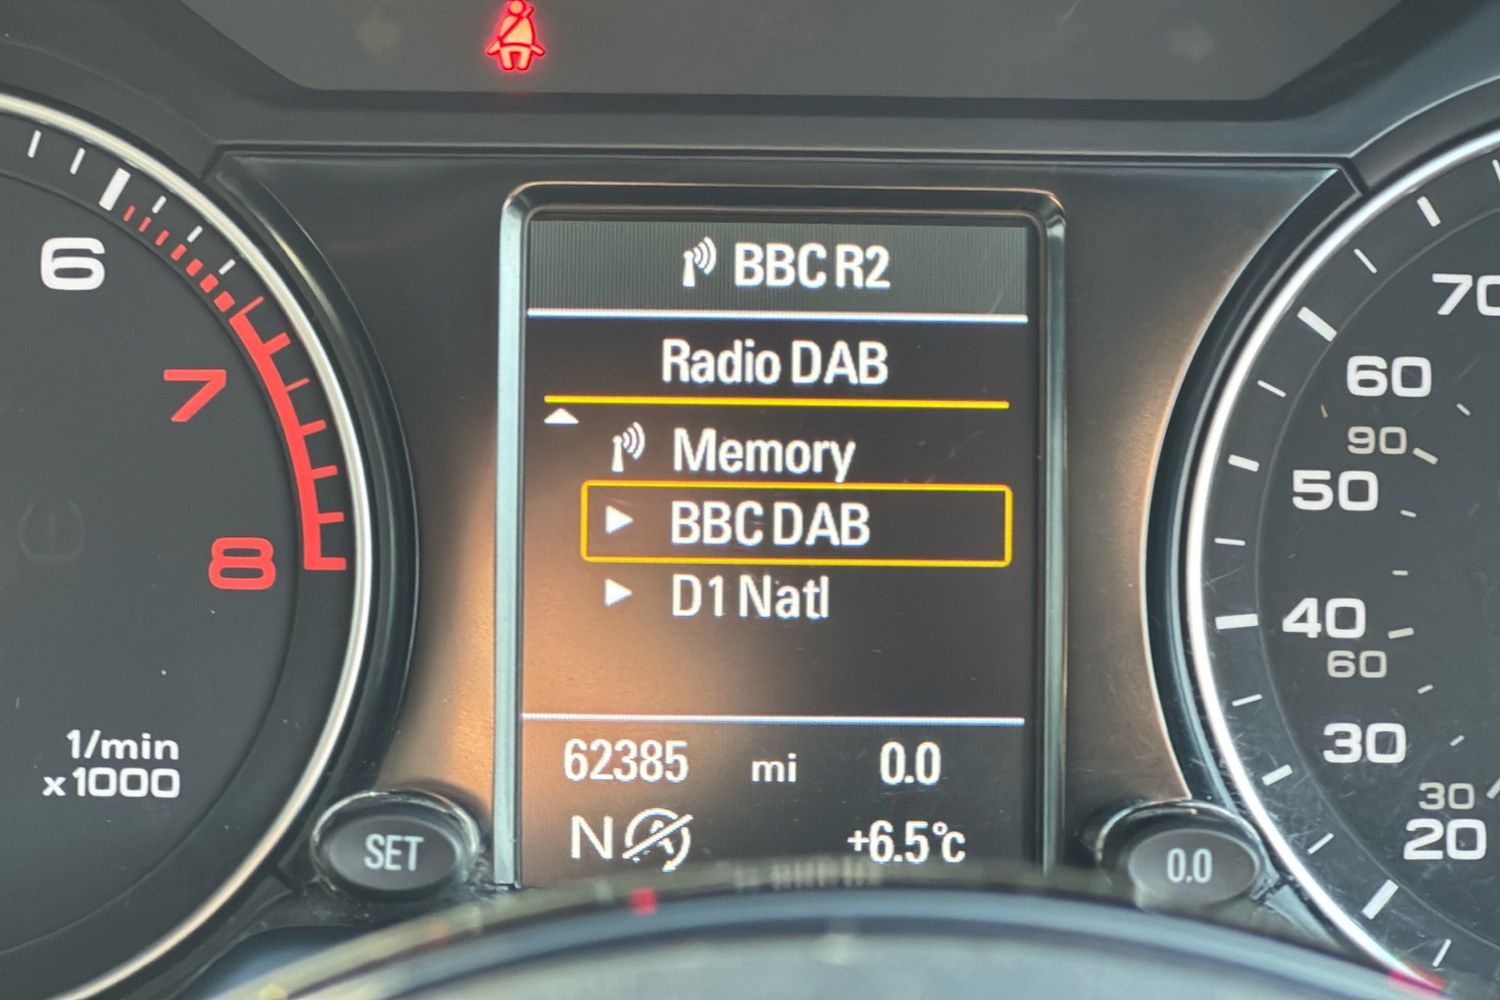 BBC R2
Radio DAB
Memory
BBC DAB
D1 Natl
62385 mi 0.0
N +6.5°c
6
7
8
1/min
x1000
SET
0.0
70
60
90
50
40
60
30
30
20